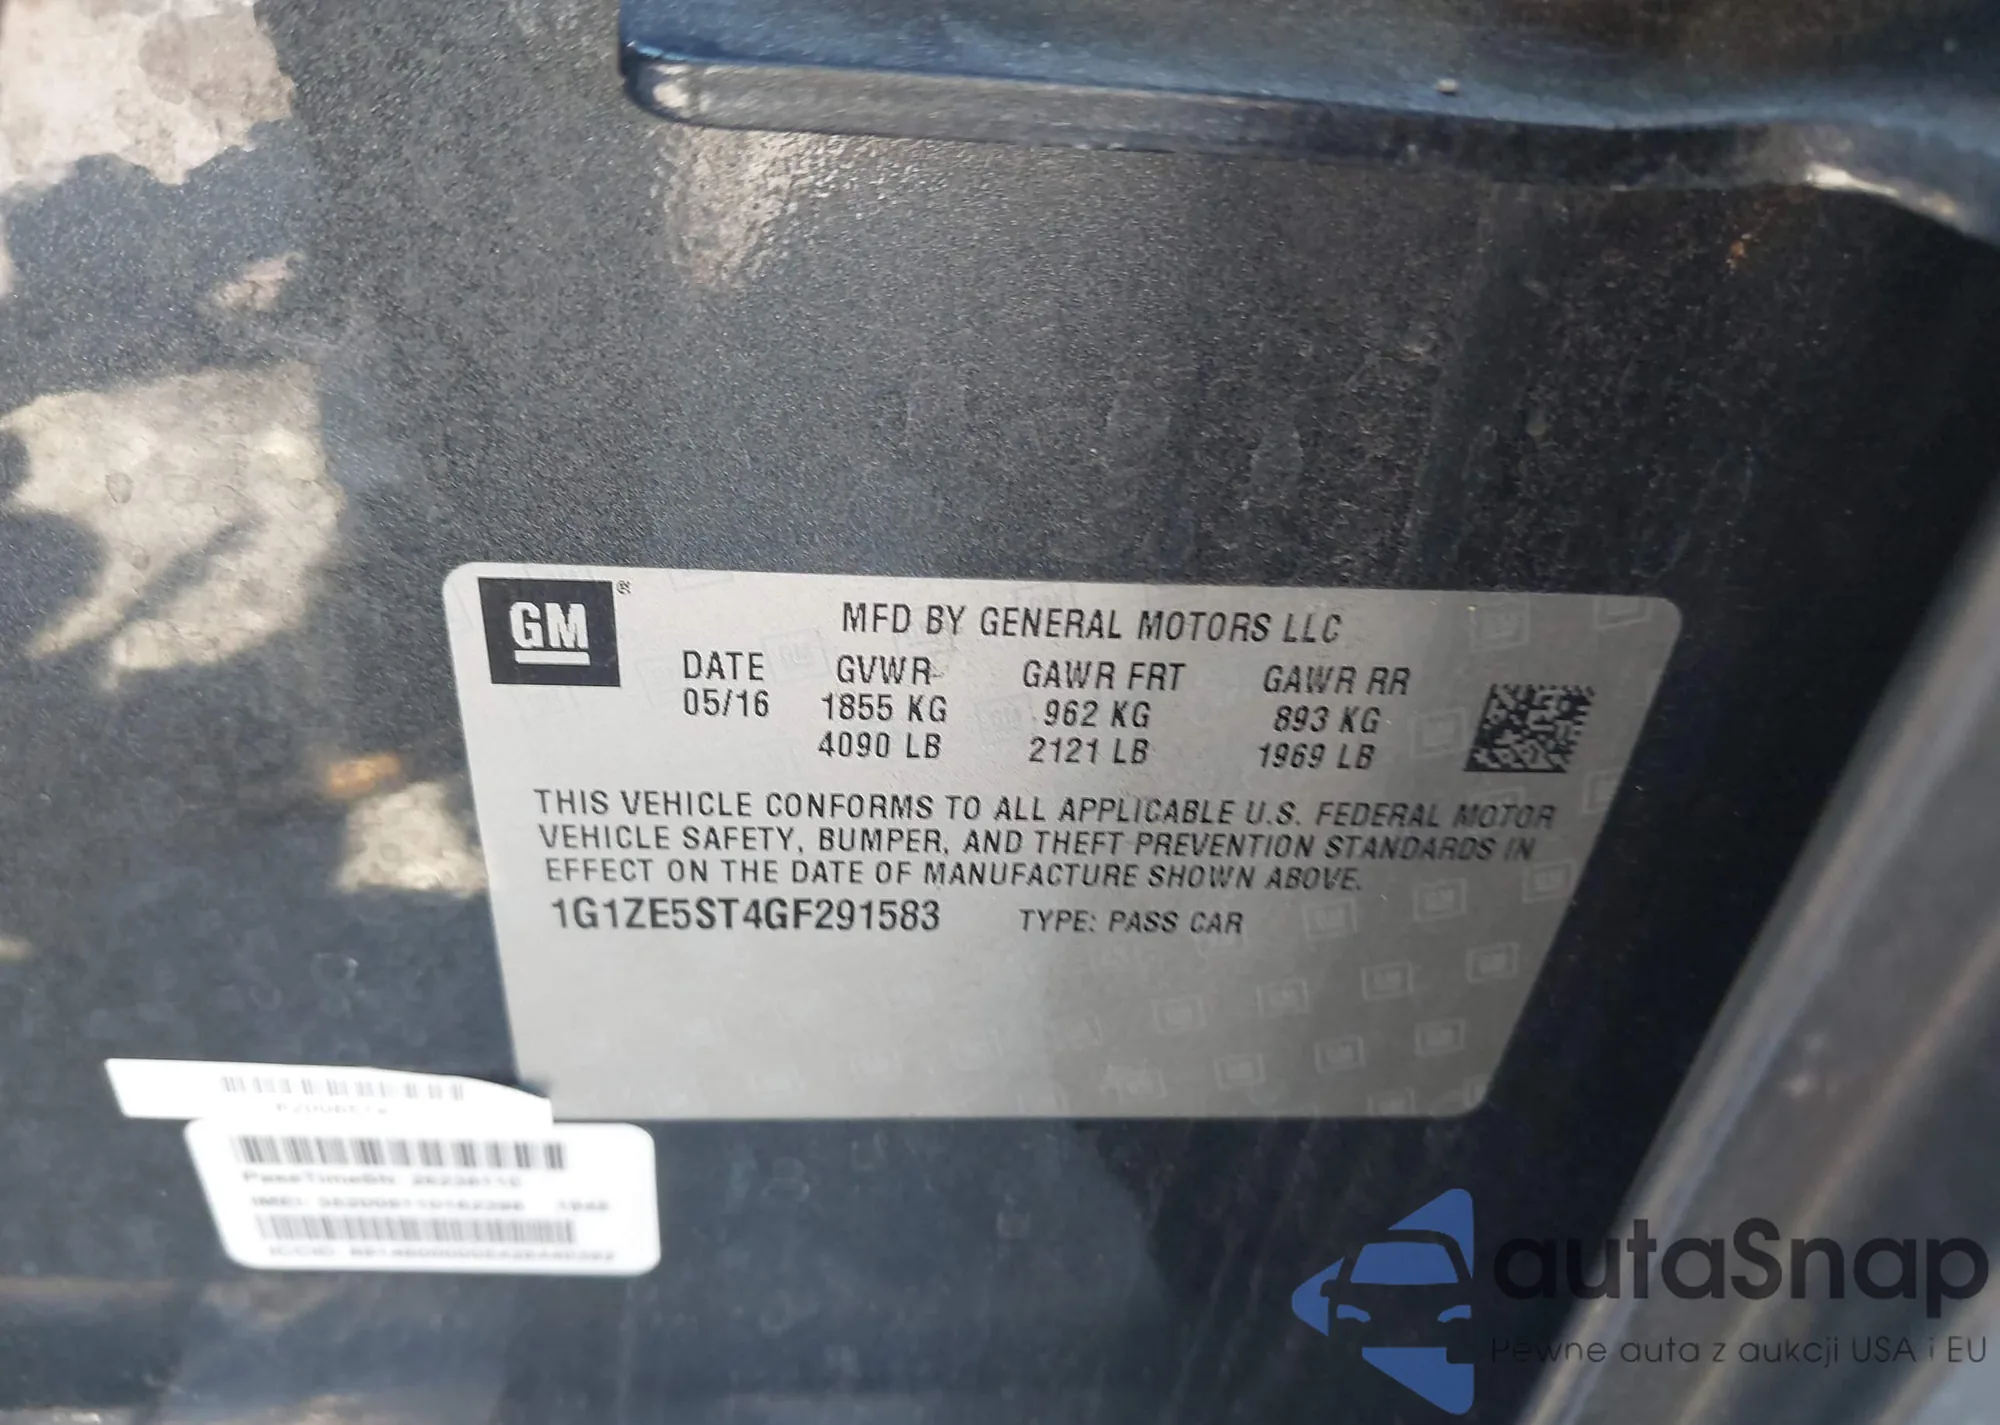 GM®
MFD BY GENERAL MOTORS LLC
DATE GVWR GAWR FRT GAWR RR
05/16 1855 KG 962 KG 893 KG
4090 LB 2121 LB 1969 LB
THIS VEHICLE CONFORMS TO ALL APPLICABLE U.S. FEDERAL MOTOR
VEHICLE SAFETY, BUMPER, AND THEFT PREVENTION STANDARDS IN
EFFECT ON THE DATE OF MANUFACTURE SHOWN ABOVE.
1G1ZE5ST4GF291583 TYPE: PASS CAR
PassTimeSN:
IMEI:
ICCID:
autaSnap
Pewne auta z aukcji USA i EU